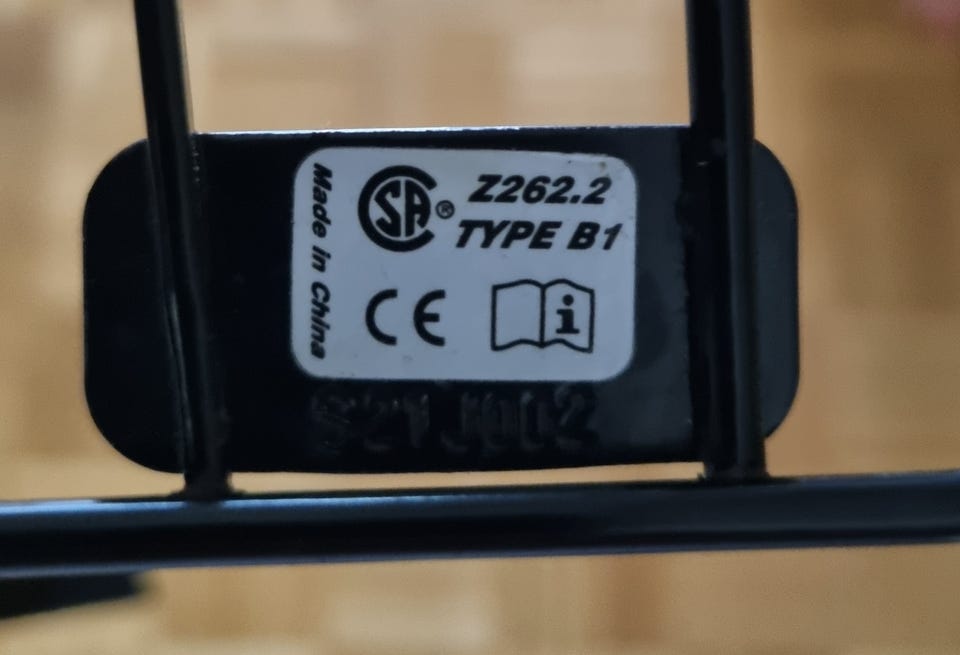 Made in China
CSA®
Z262.2
TYPE B1
CE
i